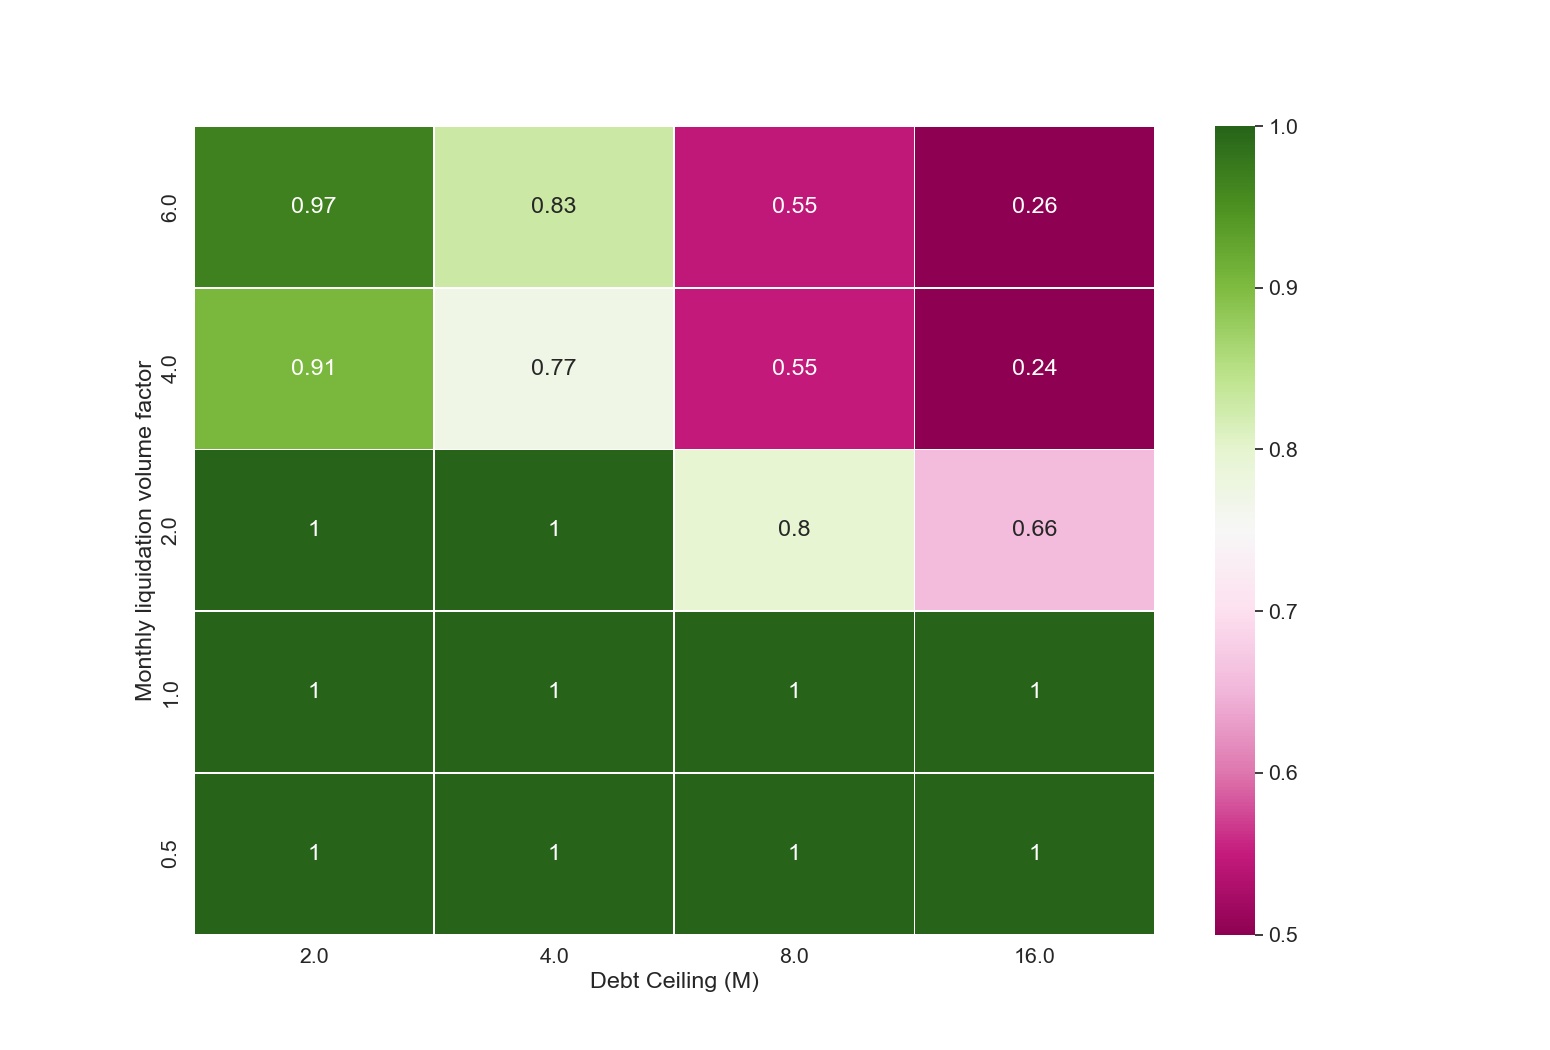 1.0
6.0 0.97 0.83 0.55 0.26
0.9
4.0 0.91 0.77 0.55 0.24
0.8
Monthly liquidation volume factor
2.0 1 1 0.8 0.66
0.7
1.0 1 1 1 1
0.6
0.5 1 1 1 1
0.5
2.0 4.0 8.0 16.0
Debt Ceiling (M)